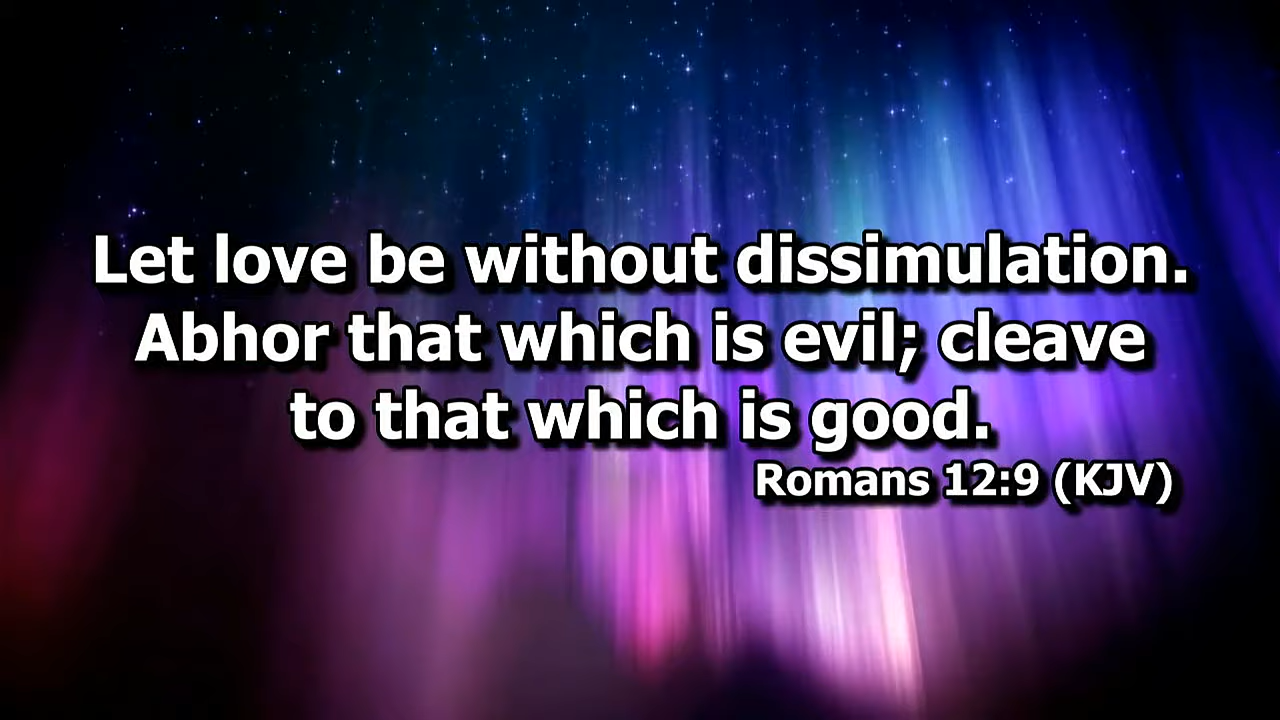 Let love be without dissimulation.
Abhor that which is evil; cleave
to that which is good.
Romans 12:9 (KJV)